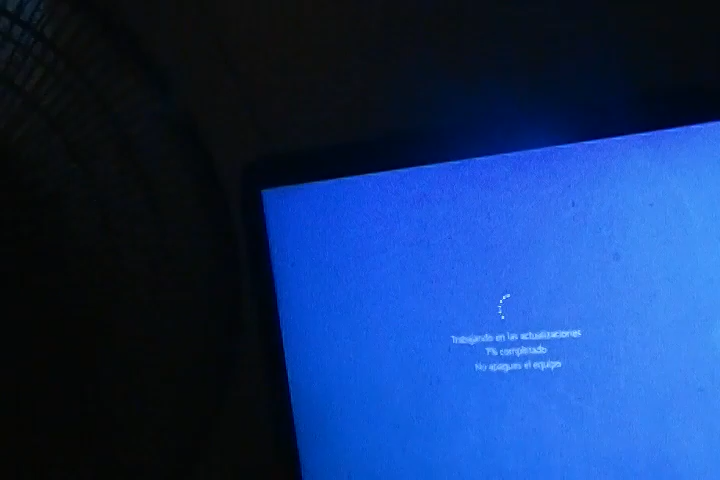 Trabajando en las actualizaciones
7% completado
No apagues el equipo